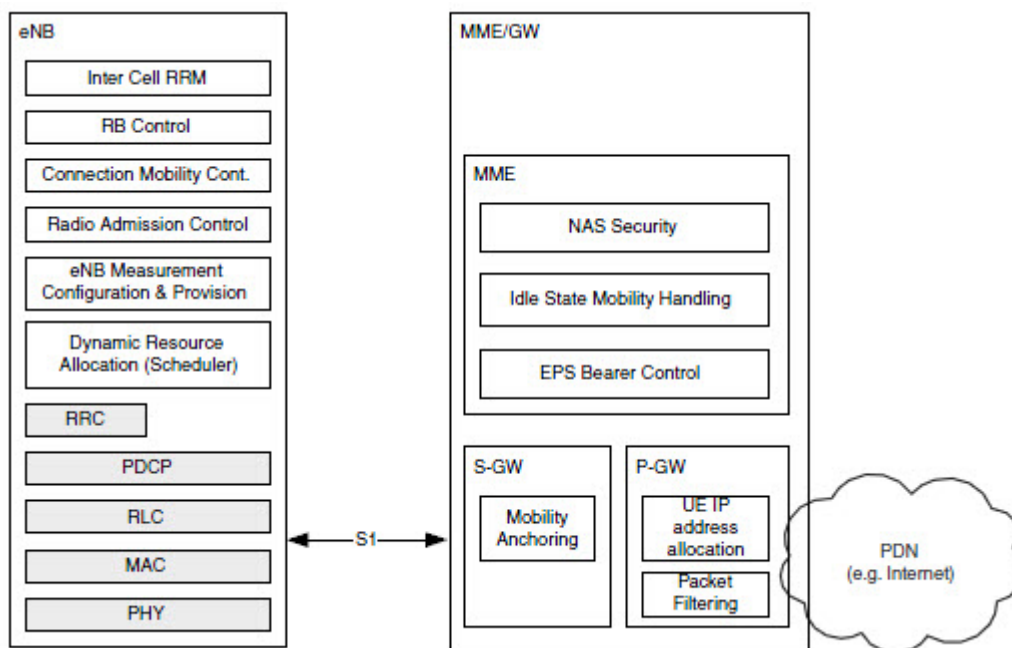 eNB
Inter Cell RRM
RB Control
Connection Mobility Cont.
Radio Admission Control
eNB Measurement
Configuration & Provision
Dynamic Resource
Allocation (Scheduler)
RRC
PDCP
RLC
MAC
PHY
S1
MME/GW
MME
NAS Security
Idle State Mobility Handling
EPS Bearer Control
S-GW
Mobility
Anchoring
P-GW
UE IP
address
allocation
Packet
Filtering
PDN
(e.g. Internet)